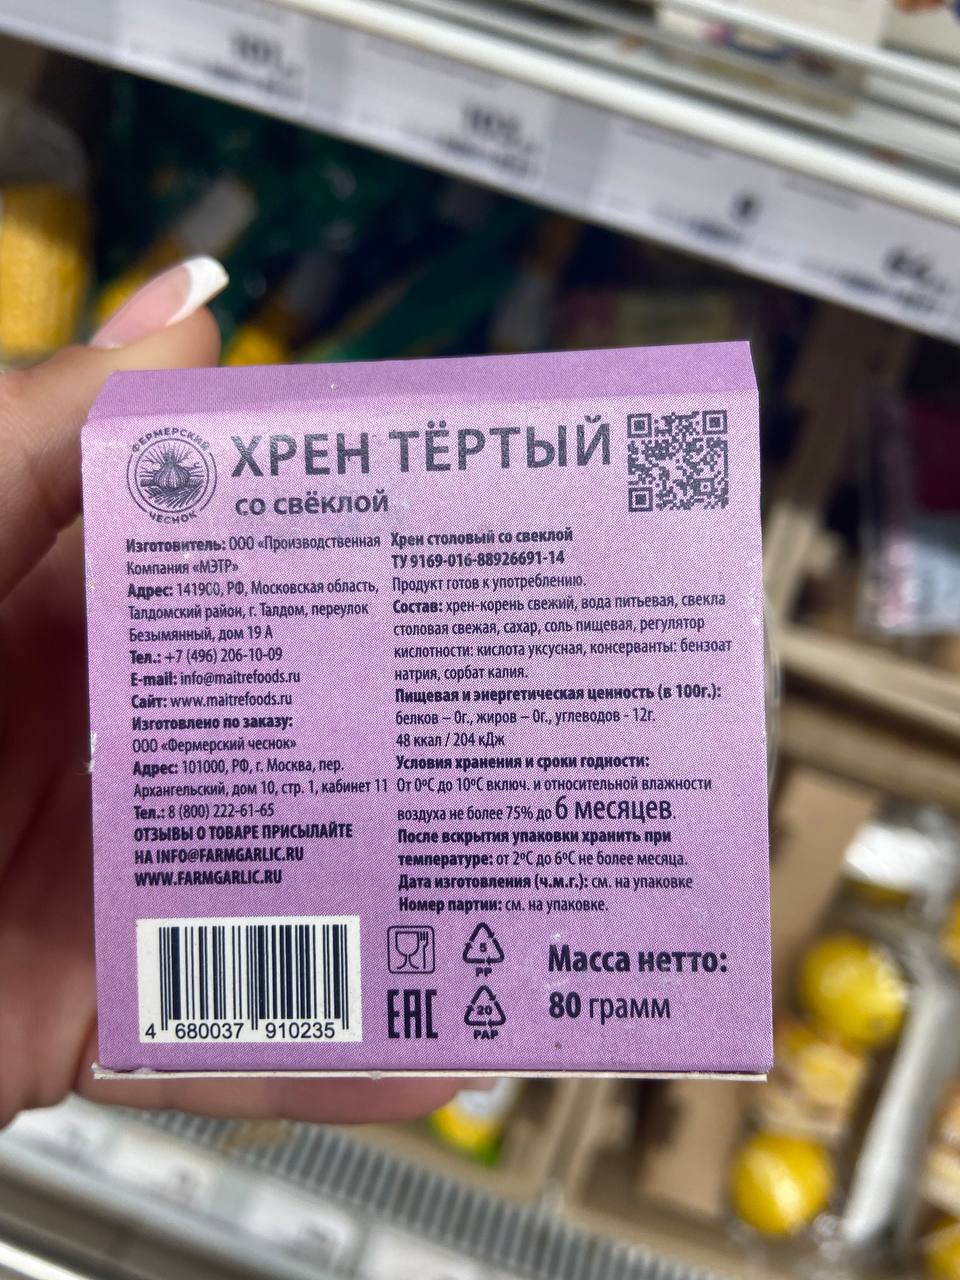 ФЕРМЕРСКИЙ
ЧЕСНОК
ХРЕН ТЁРТЫЙ
со свёклой
Изготовитель: ООО «Производственная
Компания «МЭТР»
Адрес: 141900, РФ, Московская область,
Талдомский район, г. Талдом, переулок
Безымянный, дом 19 А
Тел.: +7 (496) 206-10-09
E-mail: info@maitrefoods.ru
Сайт: www.maitrefoods.ru
Изготовлено по заказу:
ООО «Фермерский чеснок»
Адрес: 101000, РФ, г. Москва, пер.
Архангельский, дом 10, стр. 1, кабинет 11
Тел.: 8 (800) 222-61-65
ОТЗЫВЫ О ТОВАРЕ ПРИСЫЛАЙТЕ
НА INFO@FARMGARLIC.RU
WWW.FARMGARLIC.RU
Хрен столовый со свеклой
ТУ 9169-016-88926691-14
Продукт готов к употреблению.
Состав: хрен-корень свежий, вода питьевая, свекла
столовая свежая, сахар, соль пищевая, регулятор
кислотности: кислота уксусная, консерванты: бензоат
натрия, сорбат калия.
Пищевая и энергетическая ценность (в 100г.):
белков – 0г., жиров – 0г., углеводов - 12г.
48 ккал / 204 кДж
Условия хранения и сроки годности:
От 0ºС до 10ºС включ. и относительной влажности
воздуха не более 75% до 6 месяцев.
После вскрытия упаковки хранить при
температуре: от 2ºС до 6ºС не более месяца.
Дата изготовления (ч.м.г.): см. на упаковке
Номер партии: см. на упаковке.
4 680037 910235
5
PP
EAC
20
PAP
Масса нетто:
80 грамм